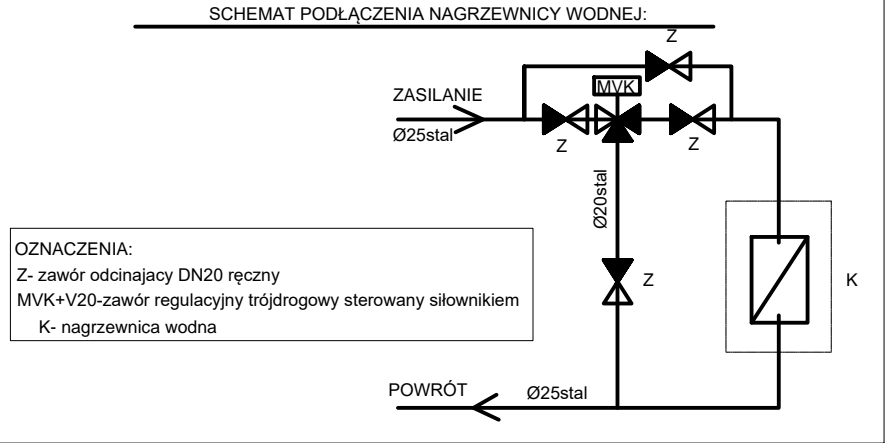 SCHEMAT PODŁĄCZENIA NAGRZEWNICY WODNEJ:
Z
MVK
ZASILANIE
Ø25stal
Z
Z
Ø20stal
OZNACZENIA:
Z- zawór odcinajacy DN20 ręczny
MVK+V20-zawór regulacyjny trójdrogowy sterowany siłownikiem
K- nagrzewnica wodna
Z
K
POWRÓT
Ø25stal